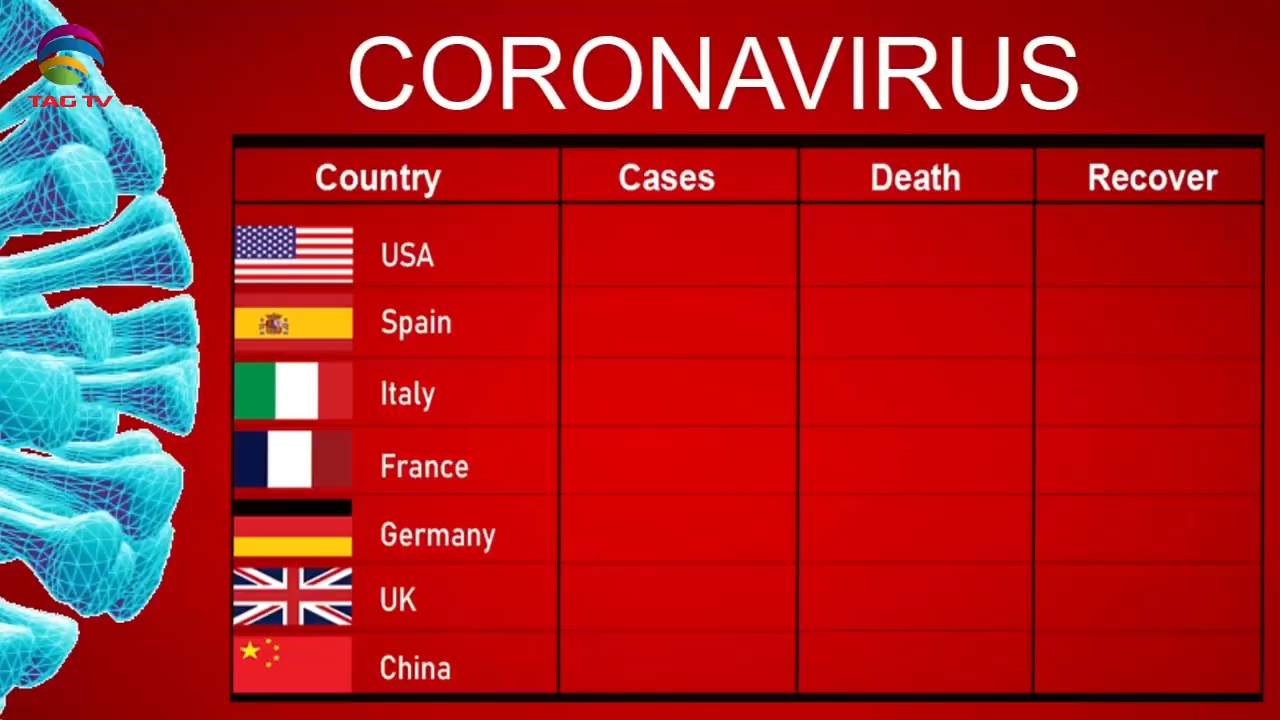 TAG TV
CORONAVIRUS
Country Cases Death Recover
USA
Spain
Italy
France
Germany
UK
China